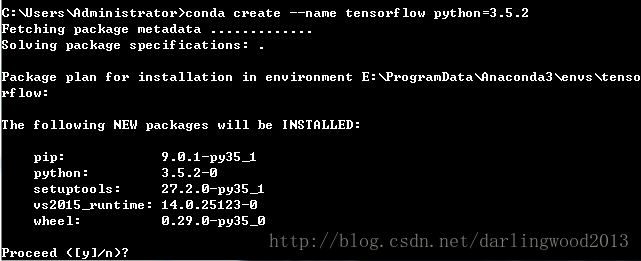 C:\Users\Administrator>conda create --name tensorflow python=3.5.2
Fetching package metadata .............
Solving package specifications: .
Package plan for installation in environment E:\ProgramData\Anaconda3\envs\tenso
rflow:
The following NEW packages will be INSTALLED:
pip: 9.0.1-py35_1
python: 3.5.2-0
setuptools: 27.2.0-py35_1
vs2015_runtime: 14.0.25123-0
wheel: 0.29.0-py35_0
Proceed ([y]/n)?
http://blog.csdn.net/darlingwood2013